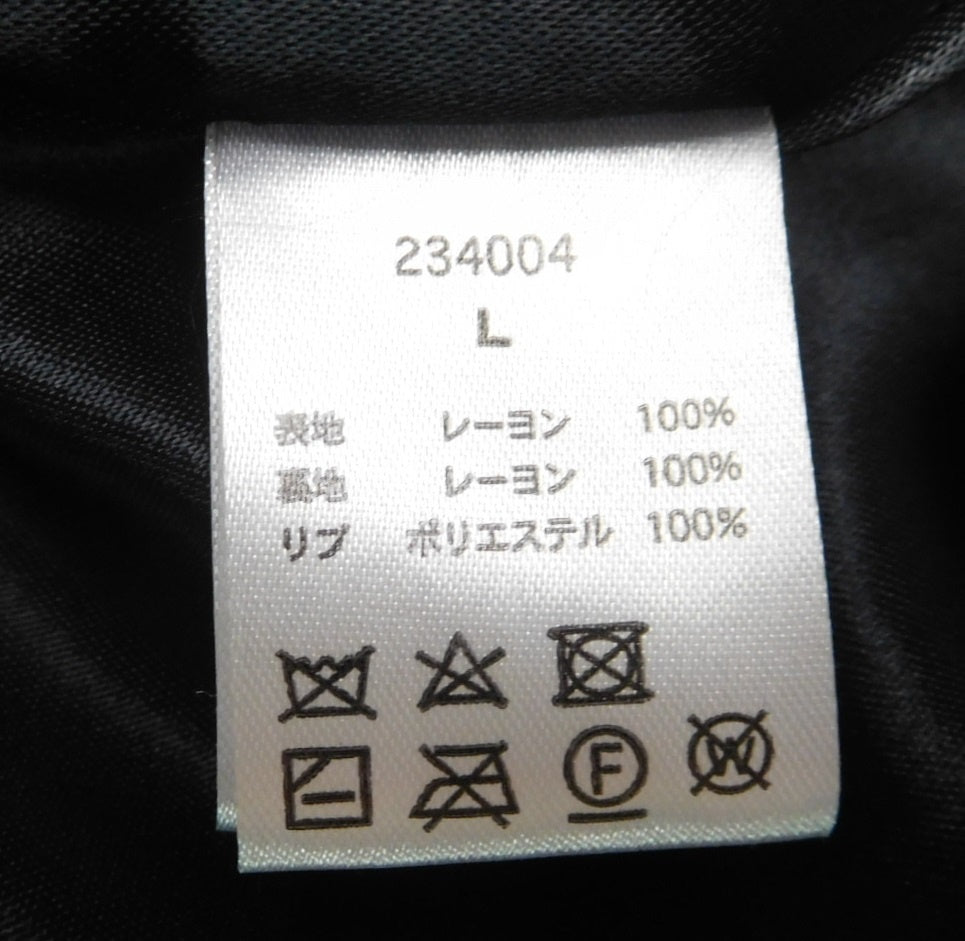 234004
L
表地 レーヨン 100%
裏地 レーヨン 100%
リブ ポリエステル 100%
F W